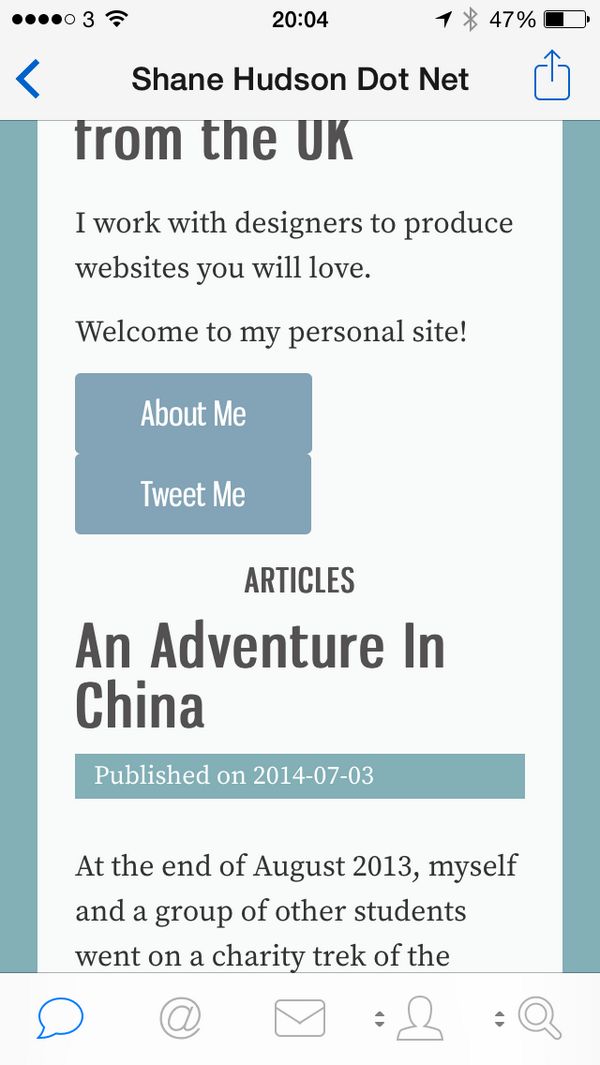 3 20:04 47%
Shane Hudson Dot Net
from the UK
I work with designers to produce
websites you will love.
Welcome to my personal site!
About Me
Tweet Me
ARTICLES
An Adventure In
China
Published on 2014-07-03
At the end of August 2013, myself
and a group of other students
went on a charity trek of the
@